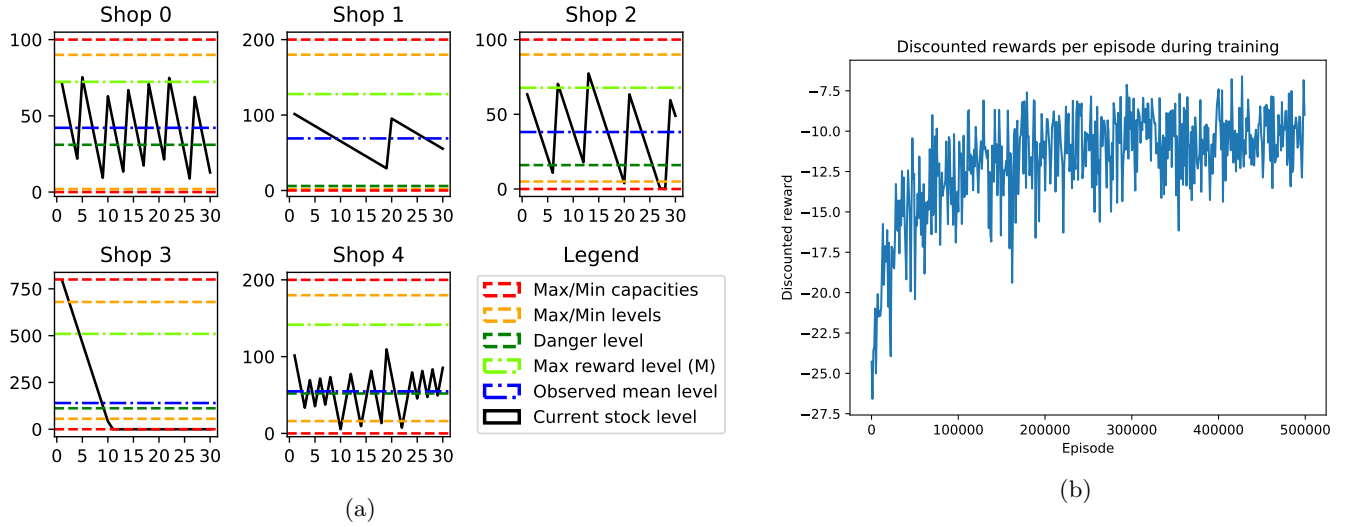 Shop 0
Shop 1
Shop 2
100
50
0
0 5 10 15 20 25 30
200
100
0
0 5 10 15 20 25 30
100
50
0
0 5 10 15 20 25 30
Shop 3
Shop 4
Legend
750
500
250
0
0 5 10 15 20 25 30
200
100
0
0 5 10 15 20 25 30
Max/Min capacities
Max/Min levels
Danger level
Max reward level (M)
Observed mean level
Current stock level
(a)
Discounted rewards per episode during training
Discounted reward
−7.5
−10.0
−12.5
−15.0
−17.5
−20.0
−22.5
−25.0
−27.5
0 100000 200000 300000 400000 500000
Episode
(b)